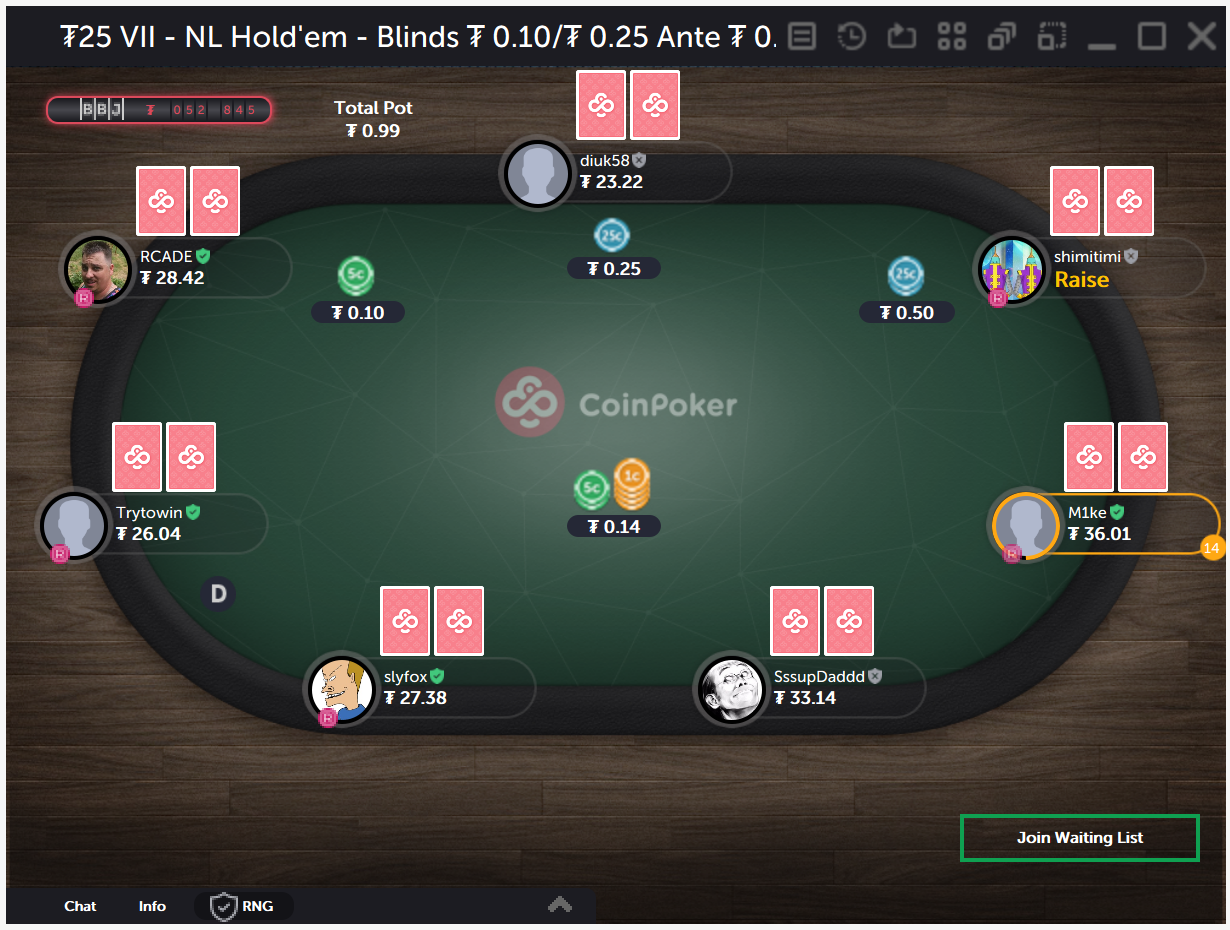 ₮25 VII - NL Hold'em - Blinds ₮ 0.10/₮ 0.25 Ante ₮ 0.
BBJ ₮ 052 845
Total Pot
₮ 0.99
diuk58
₮ 23.22
RCADE
₮ 28.42
R
shimitimi
Raise
R
25c
₮ 0.25
5c
₮ 0.10
25c
₮ 0.50
CoinPoker
Trytowin
₮ 26.04
R
5c
1c
₮ 0.14
M1ke
₮ 36.01
R
14
D
slyfox
₮ 27.38
R
SssupDaddd
₮ 33.14
Join Waiting List
Chat
Info
RNG